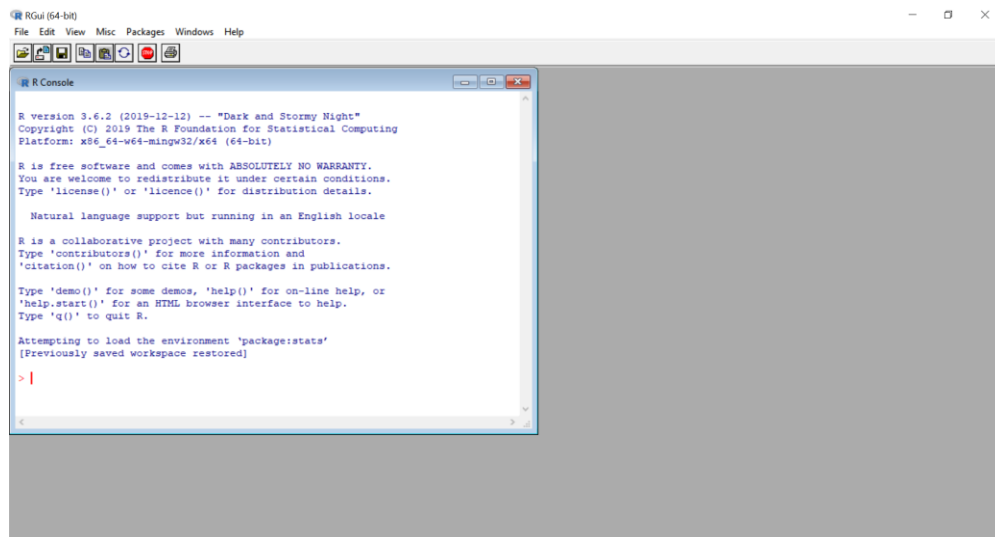 RGui (64-bit)
File Edit View Misc Packages Windows Help
STOP
R Console
R version 3.6.2 (2019-12-12) -- "Dark and Stormy Night"
Copyright (C) 2019 The R Foundation for Statistical Computing
Platform: x86_64-w64-mingw32/x64 (64-bit)
R is free software and comes with ABSOLUTELY NO WARRANTY.
You are welcome to redistribute it under certain conditions.
Type 'license()' or 'licence()' for distribution details.
Natural language support but running in an English locale
R is a collaborative project with many contributors.
Type 'contributors()' for more information and
'citation()' on how to cite R or R packages in publications.
Type 'demo()' for some demos, 'help()' for on-line help, or
'help.start()' for an HTML browser interface to help.
Type 'q()' to quit R.
Attempting to load the environment ‘package:stats’
[Previously saved workspace restored]
>